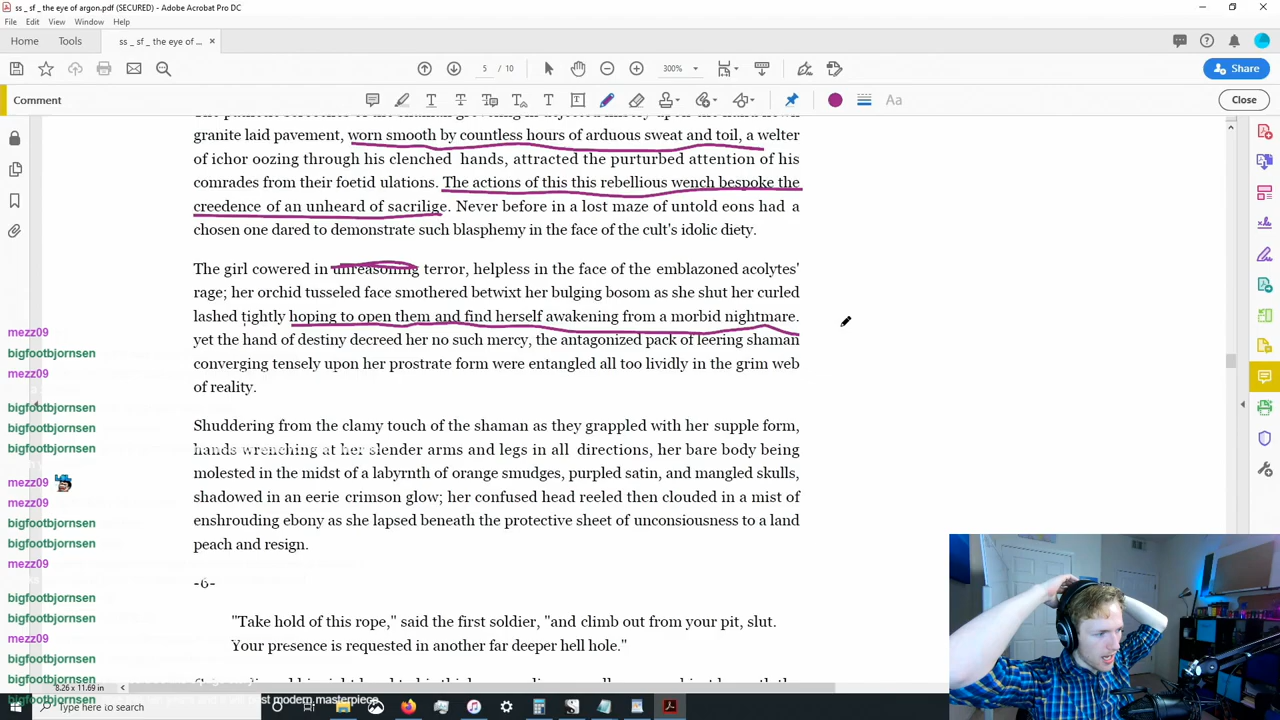 ss _ sf _ the eye of argon.pdf (SECURED) - Adobe Acrobat Pro DC
File Edit View Window Help
Home Tools ss _ sf _ the eye of ... ×
5 / 10 300% Share
Comment Aa Close
granite laid pavement, worn smooth by countless hours of arduous sweat and toil, a welter
of ichor oozing through his clenched hands, attracted the purturbed attention of his
comrades from their foetid ulations. The actions of this this rebellious wench bespoke the
creedence of an unheard of sacrilige. Never before in a lost maze of untold eons had a
chosen one dared to demonstrate such blasphemy in the face of the cult's idolic diety.
The girl cowered in unreasoning terror, helpless in the face of the emblazoned acolytes'
rage; her orchid tusseled face smothered betwixt her bulging bosom as she shut her curled
lashed tightly hoping to open them and find herself awakening from a morbid nightmare.
yet the hand of destiny decreed her no such mercy, the antagonized pack of leering shaman
converging tensely upon her prostrate form were entangled all too lividly in the grim web
of reality.
Shuddering from the clamy touch of the shaman as they grappled with her supple form,
hands wrenching at her slender arms and legs in all directions, her bare body being
molested in the midst of a labyrnth of orange smudges, purpled satin, and mangled skulls,
shadowed in an eerie crimson glow; her confused head reeled then clouded in a mist of
enshrouding ebony as she lapsed beneath the protective sheet of unconsiousness to a land
peach and resign.
-6-
"Take hold of this rope," said the first soldier, "and climb out from your pit, slut.
Your presence is requested in another far deeper hell hole."
mezz09
bigfootbjornsen
mezz09
bigfootbjornsen
bigfootbjornsen
bigfootbjornsen
mezz09
mezz09
bigfootbjornsen
bigfootbjornsen
mezz09
bigfootbjornsen
bigfootbjornsen
mezz09
bigfootbjornsen
bigfootbjornsen
bigfootbjornsen modern masterpiece
8.26 x 11.69 in
Type here to search